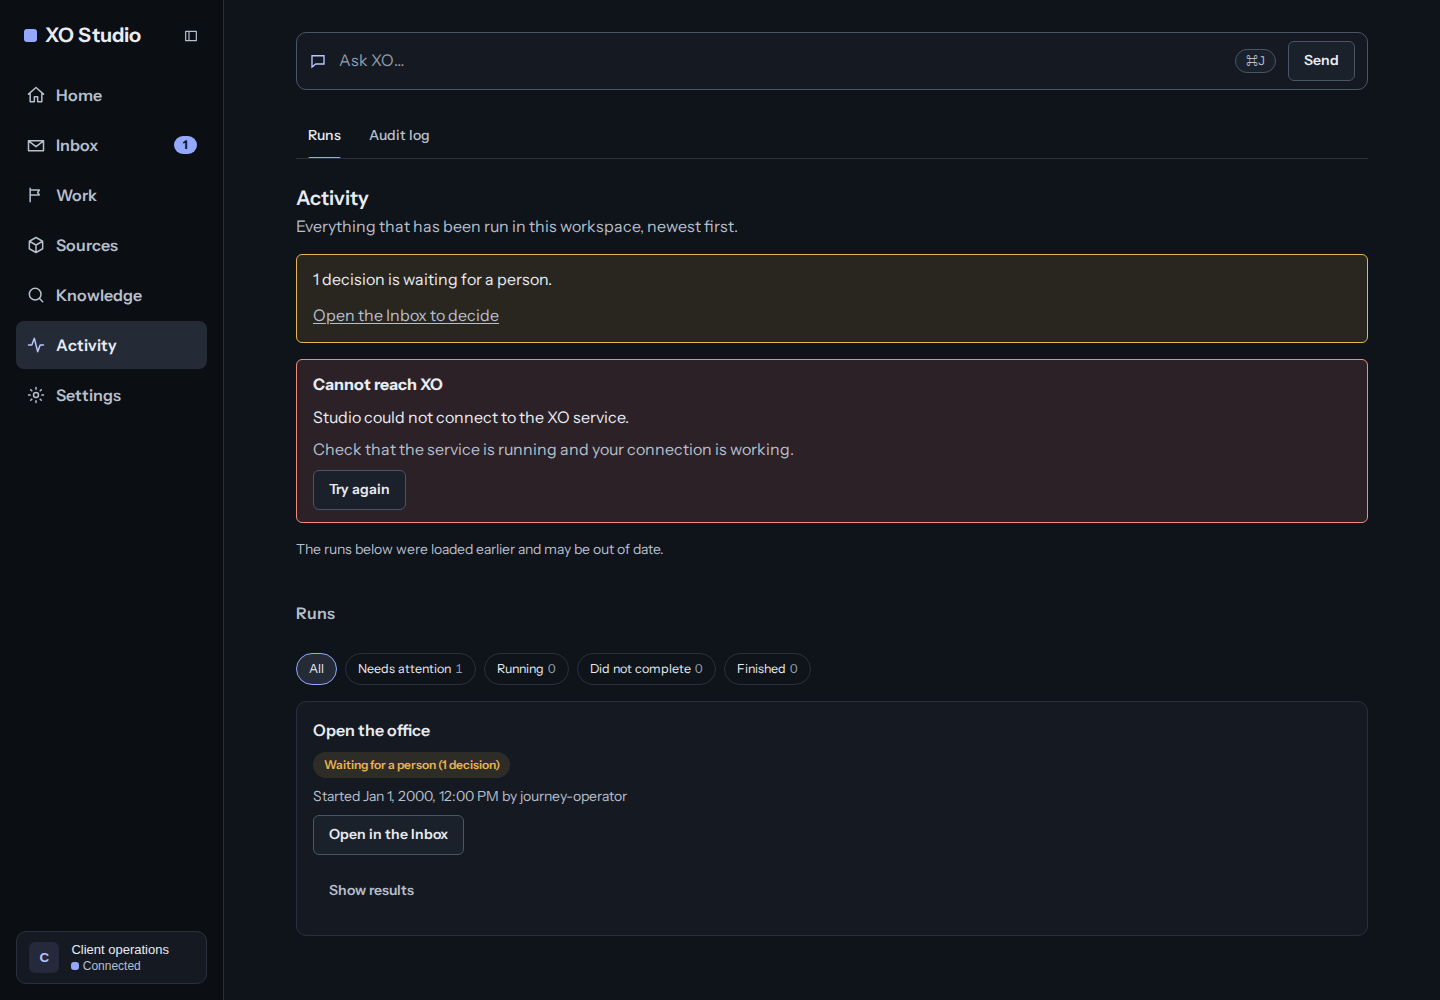 XO Studio
Home
Inbox 1
Work
Sources
Knowledge
Activity
Settings
Client operations
C
Connected
Ask XO...
⌘J
Send
Runs
Audit log
Activity
Everything that has been run in this workspace, newest first.
1 decision is waiting for a person.
Open the Inbox to decide
Cannot reach XO
Studio could not connect to the XO service.
Check that the service is running and your connection is working.
Try again
The runs below were loaded earlier and may be out of date.
Runs
All
Needs attention 1
Running 0
Did not complete 0
Finished 0
Open the office
Waiting for a person (1 decision)
Started Jan 1, 2000, 12:00 PM by journey-operator
Open in the Inbox
Show results